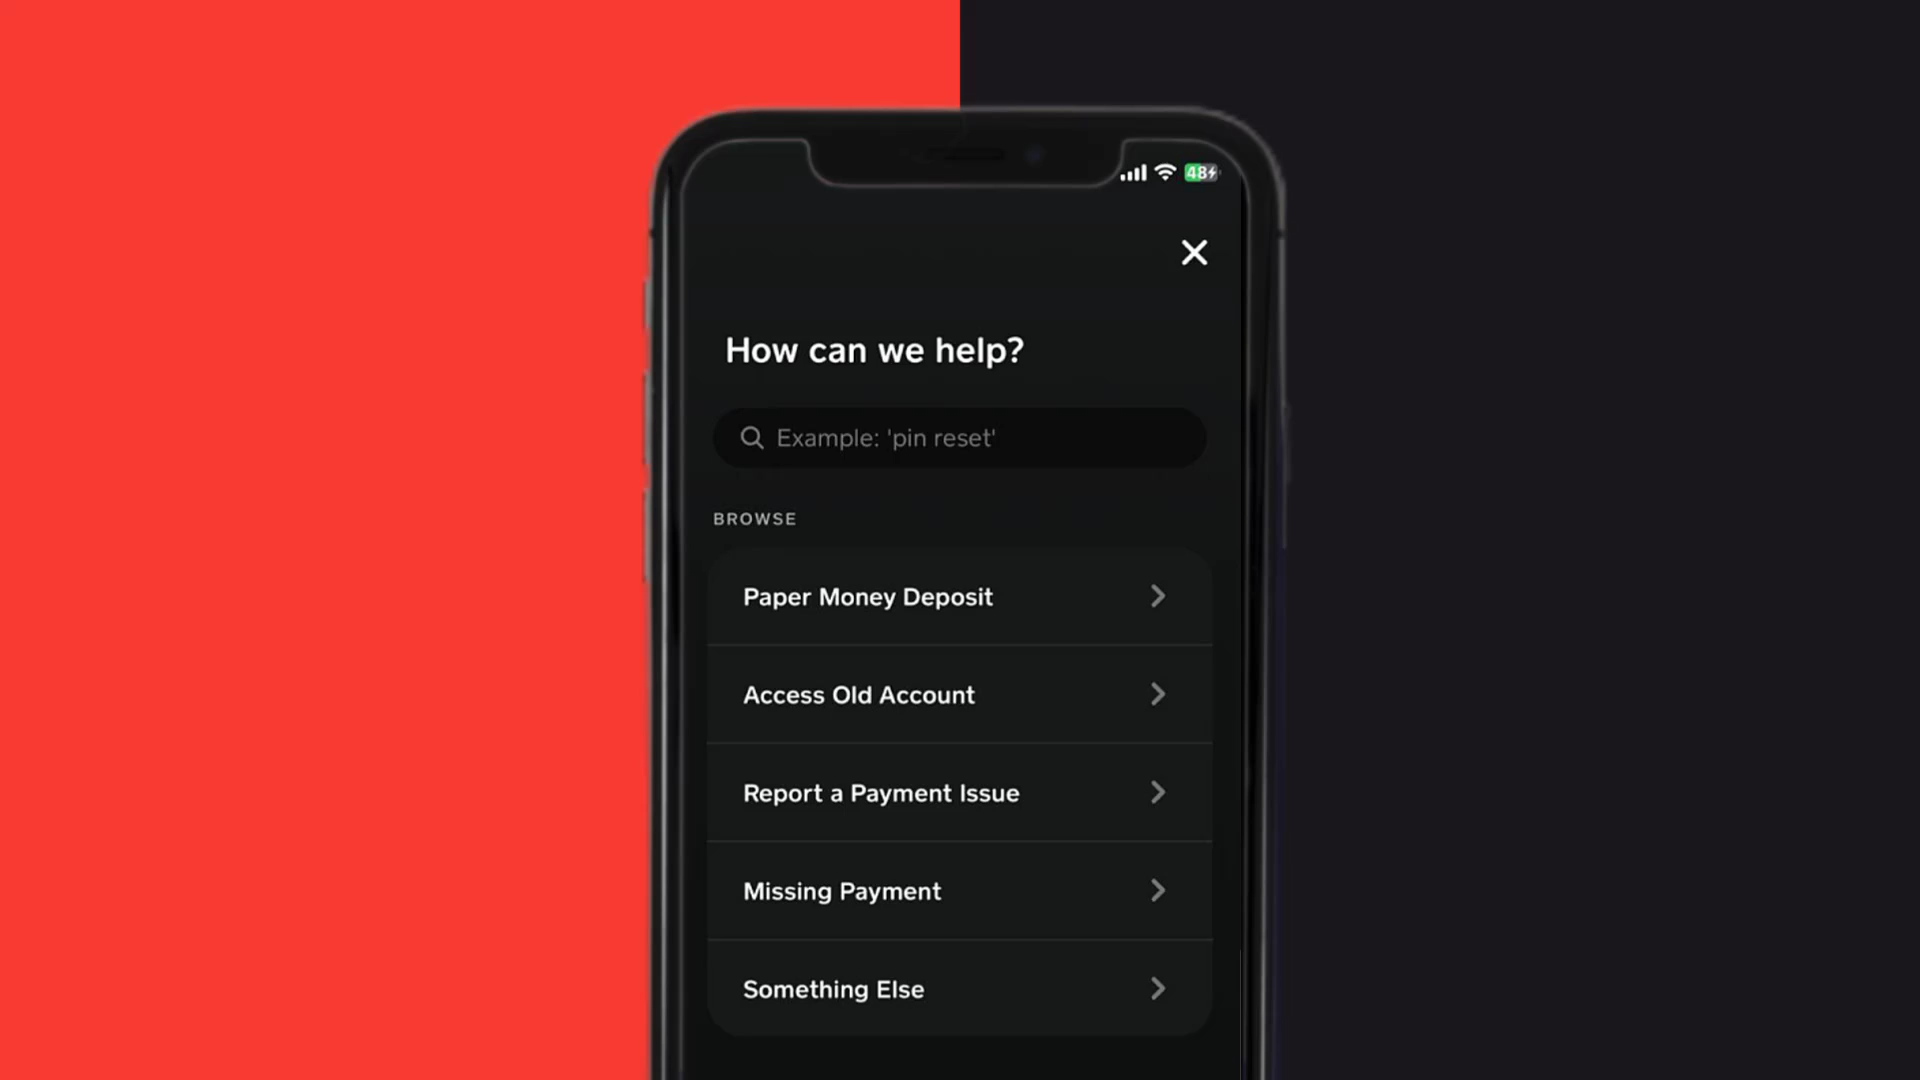 48
How can we help?
Example: 'pin reset'
BROWSE
Paper Money Deposit
Access Old Account
Report a Payment Issue
Missing Payment
Something Else